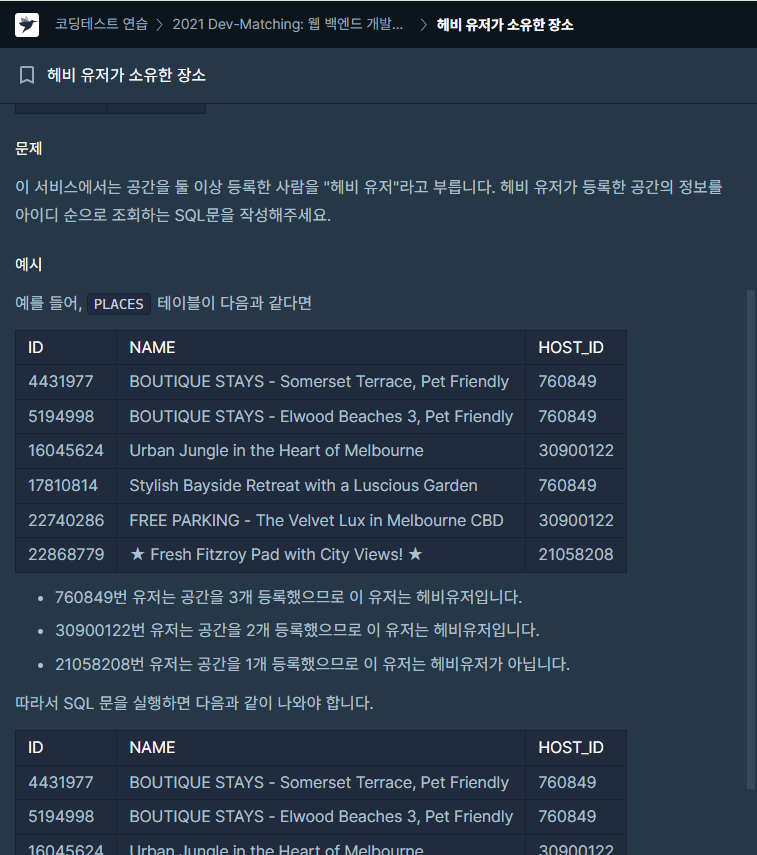 코딩테스트 연습 > 2021 Dev-Matching: 웹 백엔드 개발... > 헤비 유저가 소유한 장소
헤비 유저가 소유한 장소
문제
이 서비스에서는 공간을 둘 이상 등록한 사람을 "헤비 유저"라고 부릅니다. 헤비 유저가 등록한 공간의 정보를
아이디 순으로 조회하는 SQL문을 작성해주세요.
예시
예를 들어, PLACES 테이블이 다음과 같다면
ID NAME HOST_ID
4431977 BOUTIQUE STAYS - Somerset Terrace, Pet Friendly 760849
5194998 BOUTIQUE STAYS - Elwood Beaches 3, Pet Friendly 760849
16045624 Urban Jungle in the Heart of Melbourne 30900122
17810814 Stylish Bayside Retreat with a Luscious Garden 760849
22740286 FREE PARKING - The Velvet Lux in Melbourne CBD 30900122
22868779 ★ Fresh Fitzroy Pad with City Views! ★ 21058208
• 760849번 유저는 공간을 3개 등록했으므로 이 유저는 헤비유저입니다.
• 30900122번 유저는 공간을 2개 등록했으므로 이 유저는 헤비유저입니다.
• 21058208번 유저는 공간을 1개 등록했으므로 이 유저는 헤비유저가 아닙니다.
따라서 SQL 문을 실행하면 다음과 같이 나와야 합니다.
ID NAME HOST_ID
4431977 BOUTIQUE STAYS - Somerset Terrace, Pet Friendly 760849
5194998 BOUTIQUE STAYS - Elwood Beaches 3, Pet Friendly 760849
16045624 Urban Jungle in the Heart of Melbourne 30900122